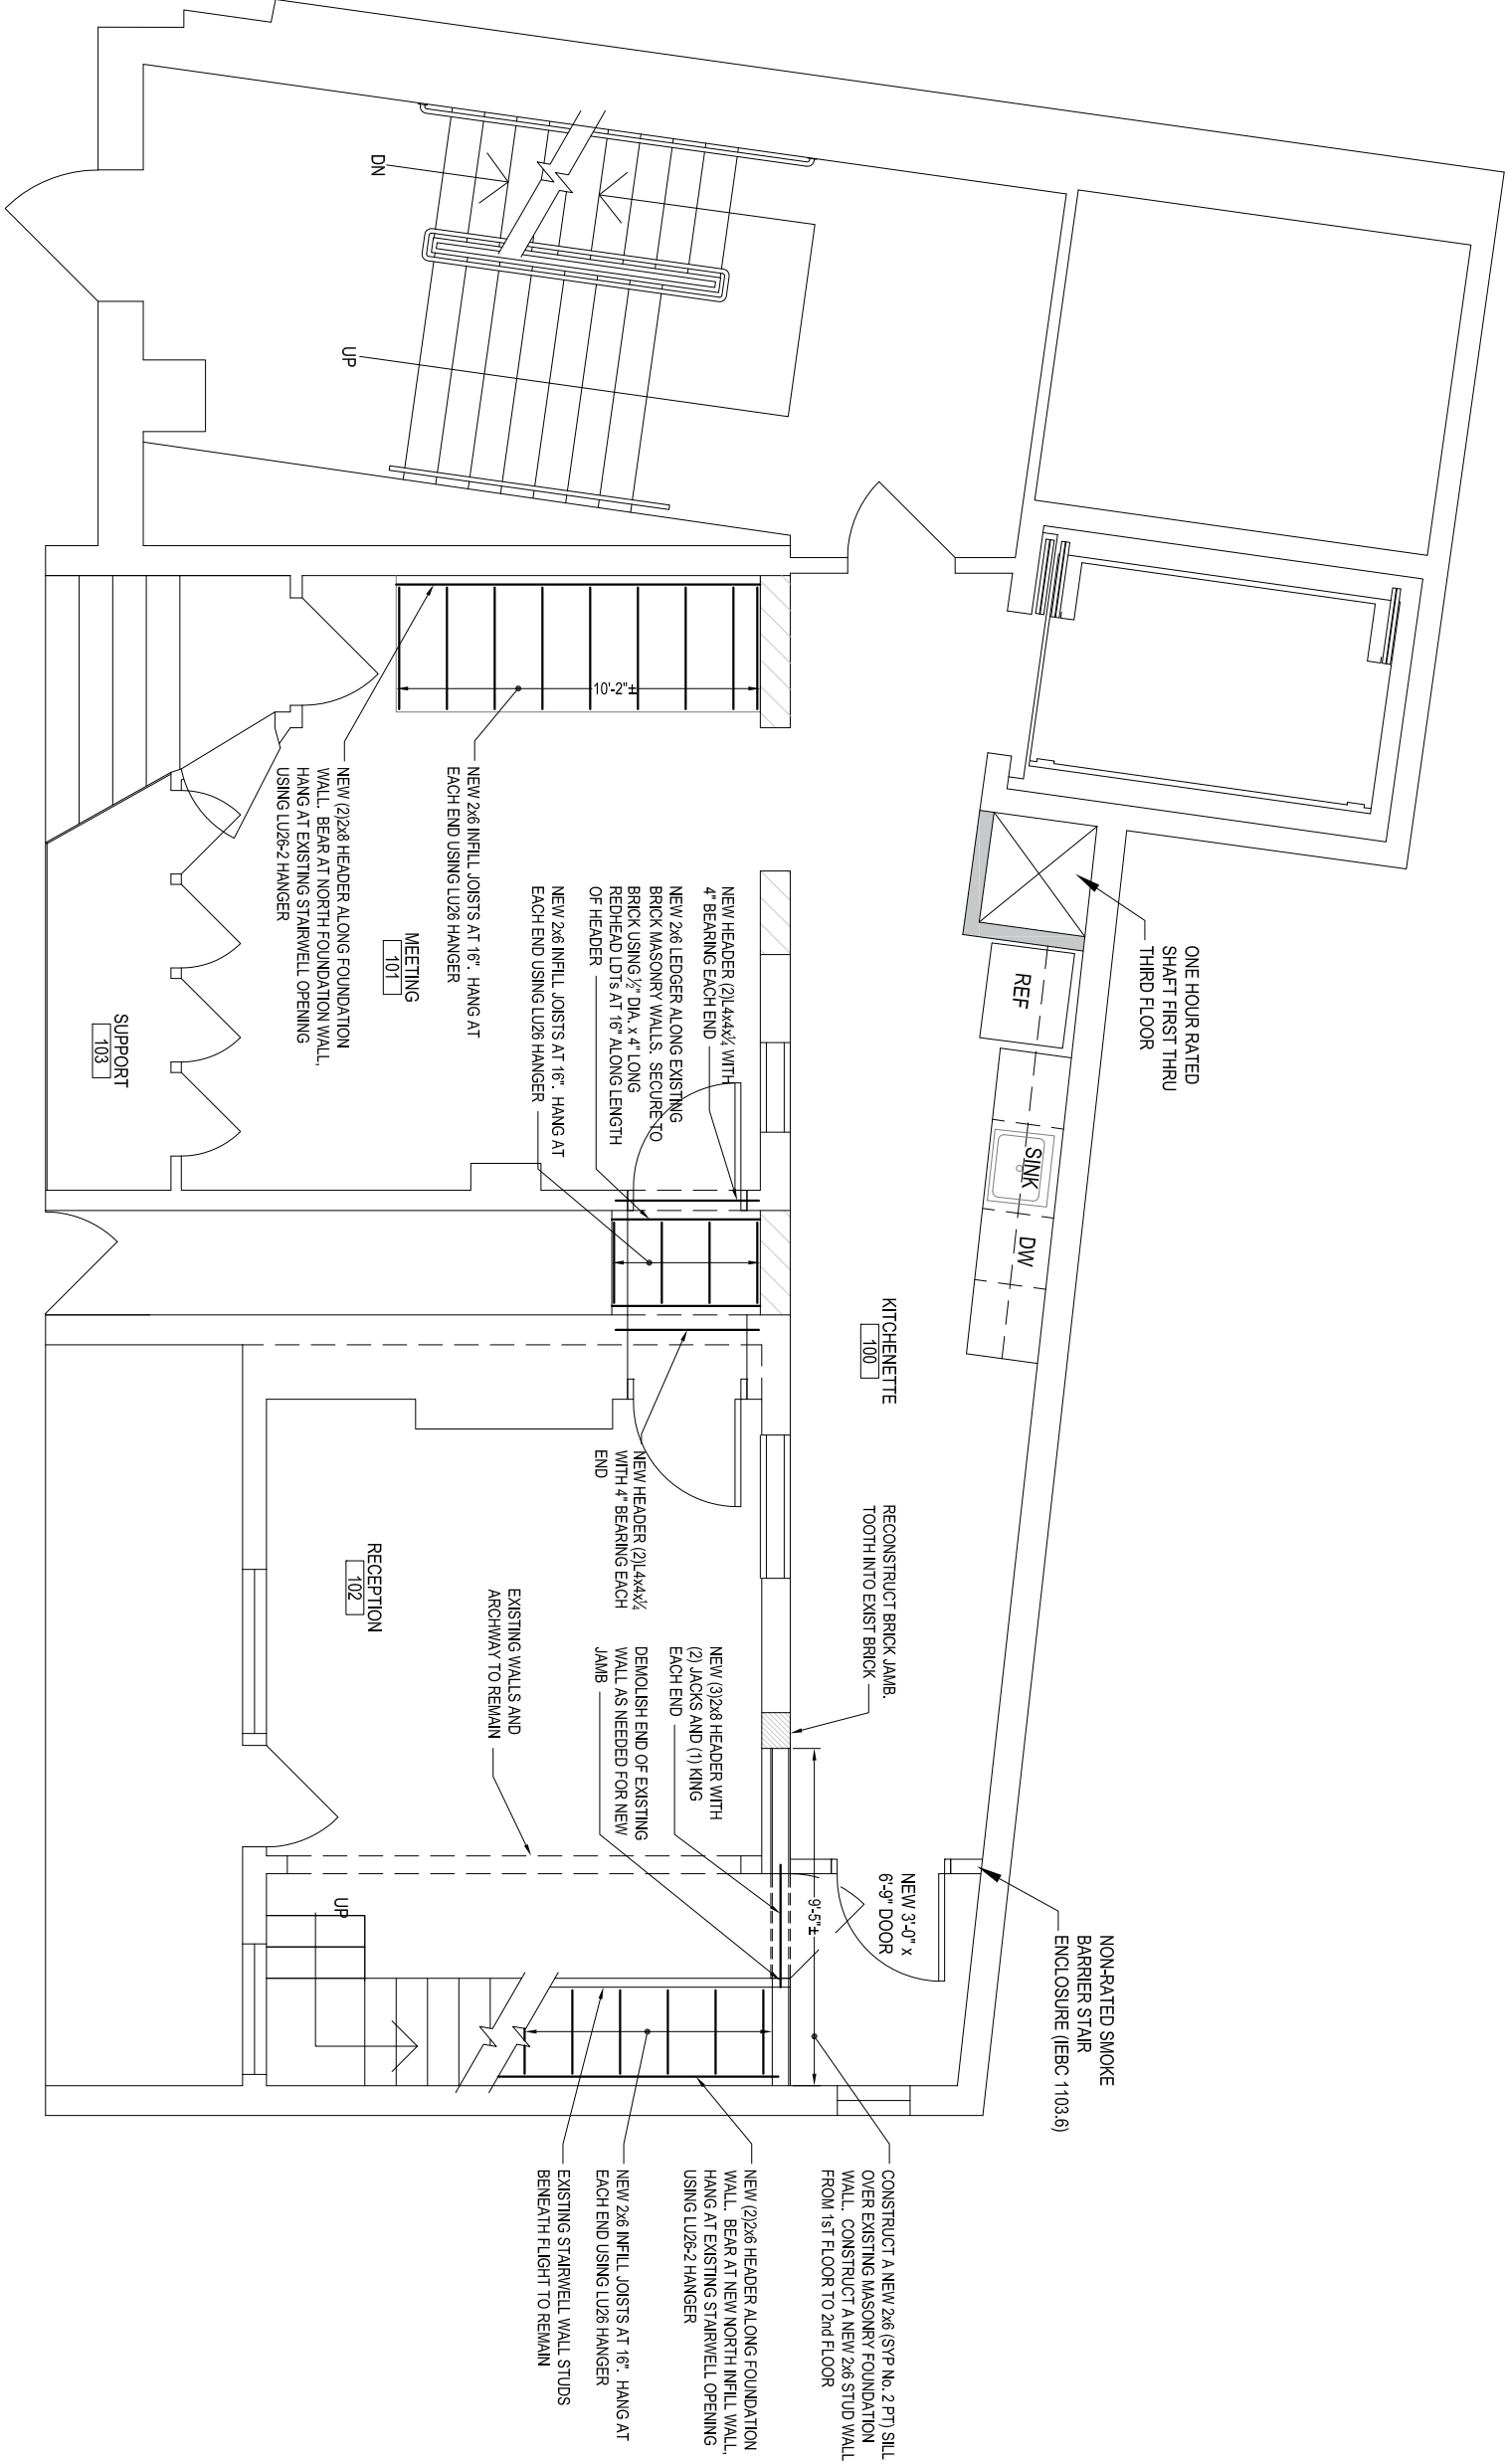 NON-RATED SMOKE
BARRIER STAIR
ENCLOSURE (IEBC 1103.6)
ONE HOUR RATED
SHAFT FIRST THRU
THIRD FLOOR
REF
SINK
DW
KITCHENETTE
100
RECONSTRUCT BRICK JAMB.
TOOTH INTO EXIST BRICK
NEW 3'-0" x
6'-9" DOOR
9'-5"±
CONSTRUCT A NEW 2x6 (SYP No. 2 PT) SILL
OVER EXISTING MASONRY FOUNDATION
WALL. CONSTRUCT A NEW 2x6 STUD WALL
FROM 1ST FLOOR TO 2nd FLOOR
NEW (2)2x6 HEADER ALONG FOUNDATION
WALL. BEAR AT NEW NORTH INFILL WALL,
HANG AT EXISTING STAIRWELL OPENING
USING LU26-2 HANGER
NEW 2x6 INFILL JOISTS AT 16". HANG AT
EACH END USING LU26 HANGER
EXISTING STAIRWELL WALL STUDS
BENEATH FLIGHT TO REMAIN
NEW (3)2x8 HEADER WITH
(2) JACKS AND (1) KING
EACH END
DEMOLISH END OF EXISTING
WALL AS NEEDED FOR NEW
JAMB
EXISTING WALLS AND
ARCHWAY TO REMAIN
NEW HEADER (2)L4x4x¼
WITH 4" BEARING EACH
END
RECEPTION
102
UP
NEW HEADER (2)L4x4x¼ WITH
4" BEARING EACH END
NEW 2x6 LEDGER ALONG EXISTING
BRICK MASONRY WALLS. SECURE TO
BRICK USING ½" DIA. x 4" LONG
REDHEAD LDTs AT 16" ALONG LENGTH
OF HEADER
NEW 2x6 INFILL JOISTS AT 16". HANG AT
EACH END USING LU26 HANGER
10'-2"±
NEW 2x6 INFILL JOISTS AT 16". HANG AT
EACH END USING LU26 HANGER
MEETING
101
NEW (2)2x8 HEADER ALONG FOUNDATION
WALL. BEAR AT NORTH FOUNDATION WALL,
HANG AT EXISTING STAIRWELL OPENING
USING LU26-2 HANGER
SUPPORT
103
DN
UP